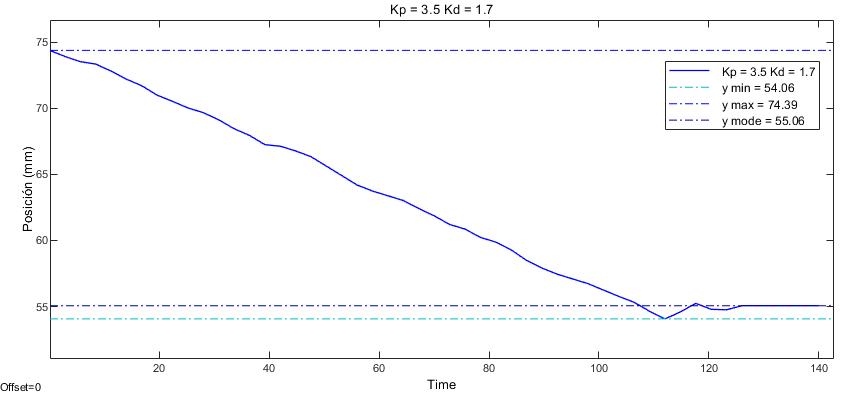 Kp = 3.5 Kd = 1.7
75
70
65
60
55
Posición (mm)
Kp = 3.5 Kd = 1.7
y min = 54.06
y max = 74.39
y mode = 55.06
20 40 60 80 100 120 140
Time
Offset=0